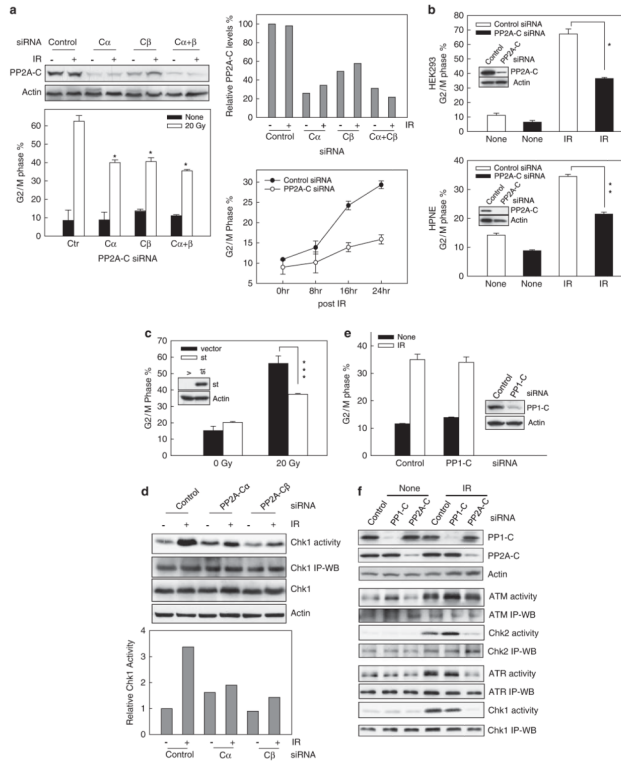 a
siRNA Control Cα Cβ Cα+β
IR - + - + - + - +
PP2A-C
Actin
None
20 Gy
G2/M phase %
60
50
40
30
20
10
0
* * *
Ctr Cα Cβ Cα+β
PP2A-C siRNA
Relative PP2A-C levels %
100
80
60
40
20
0
- + - + - + - + IR
Control Cα Cβ Cα+Cβ
siRNA
Control siRNA
PP2A-C siRNA
G2/M Phase %
30
25
20
15
10
5
0hr 8hr 16hr 24hr
post IR
b
HEK293
G2/M phase %
80
70
60
50
40
30
20
10
0
Control siRNA
PP2A-C siRNA
*
Control
PP2A-C
siRNA
PP2A-C
Actin
None None IR IR
HPNE
G2/M phase %
40
30
20
10
0
Control siRNA
PP2A-C siRNA
* *
Control
PP2A-C
siRNA
PP2A-C
Actin
None None IR IR
c
G2/M Phase %
70
60
50
40
30
20
10
0
vector
st
* * *
v
st
st
Actin
0 Gy 20 Gy
e
None
IR
G2/M phase %
40
30
20
10
0
Control
PP1-C
siRNA
PP1-C
Actin
Control PP1-C siRNA
d
Control PP2A-Cα PP2A-Cβ siRNA
- + - + - + IR
Chk1 activity
Chk1 IP-WB
Chk1
Actin
Relative Chk1 Activity
4
3
2
1
0
- + - + - + IR
Control Cα Cβ siRNA
f
None IR
Control PP1-C PP2A-C Control PP1-C PP2A-C siRNA
PP1-C
PP2A-C
Actin
ATM activity
ATM IP-WB
Chk2 activity
Chk2 IP-WB
ATR activity
ATR IP-WB
Chk1 activity
Chk1 IP-WB